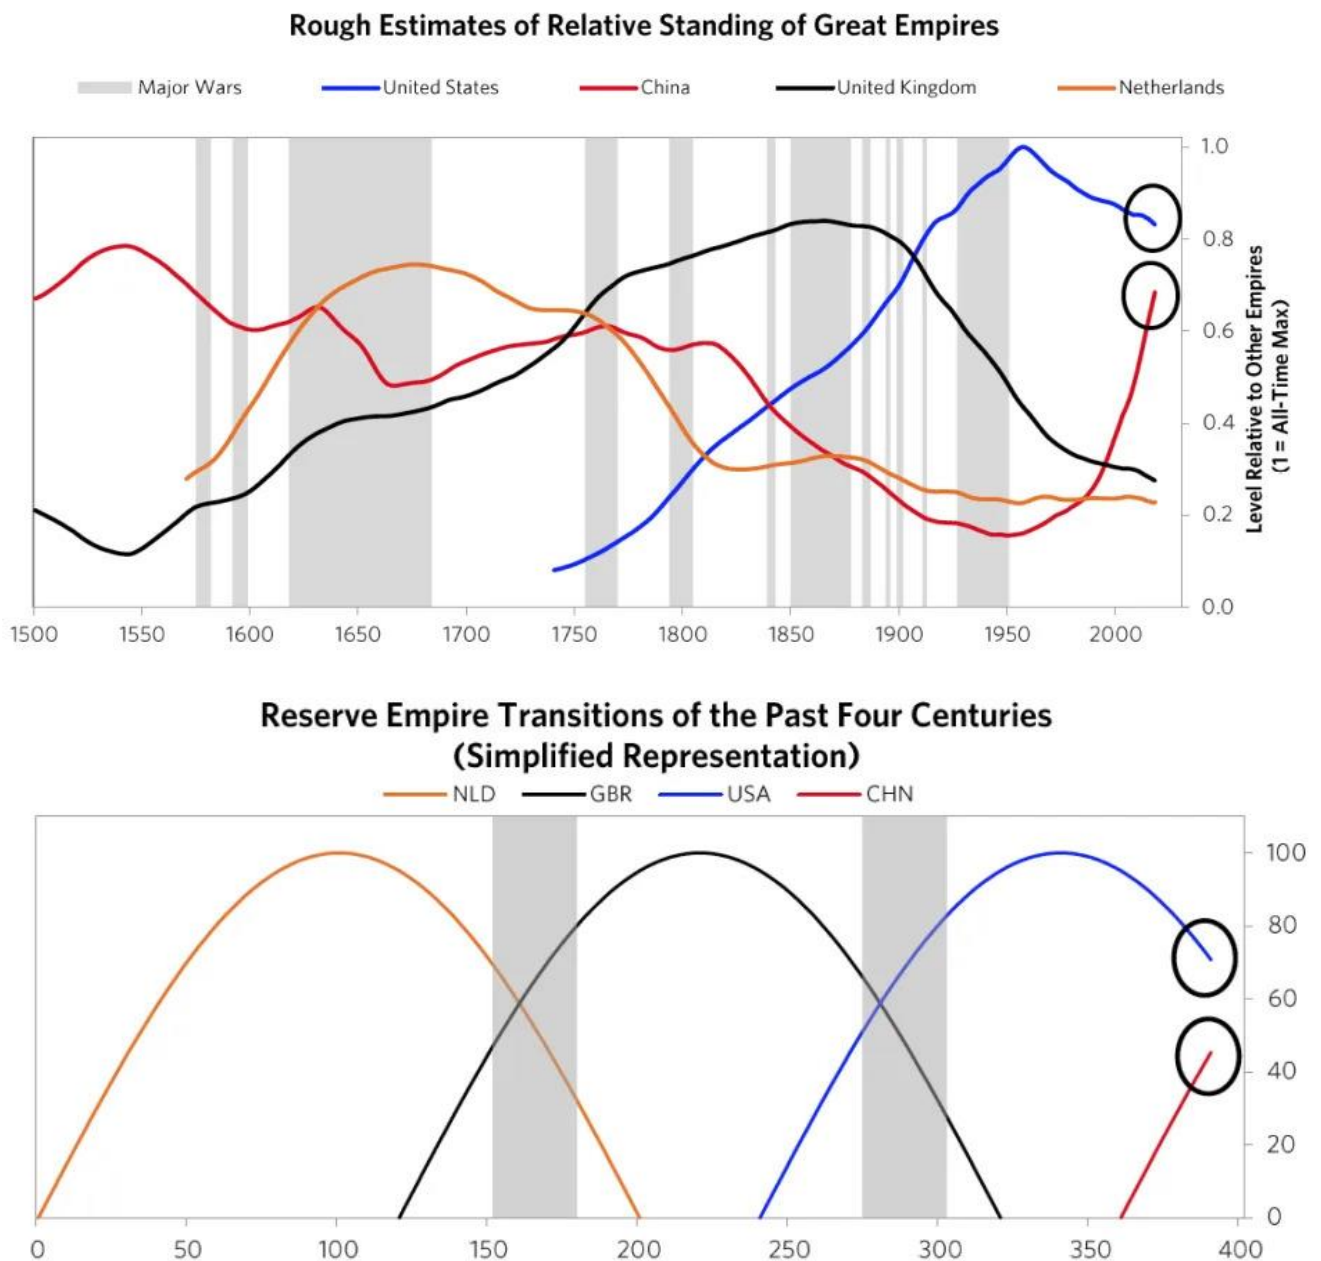 Rough Estimates of Relative Standing of Great Empires
Major Wars United States China United Kingdom Netherlands
1.0
0.8
0.6
0.4
0.2
0.0
Level Relative to Other Empires
(1 = All-Time Max)
1500 1550 1600 1650 1700 1750 1800 1850 1900 1950 2000
Reserve Empire Transitions of the Past Four Centuries
(Simplified Representation)
NLD GBR USA CHN
100
80
60
40
20
0
0 50 100 150 200 250 300 350 400